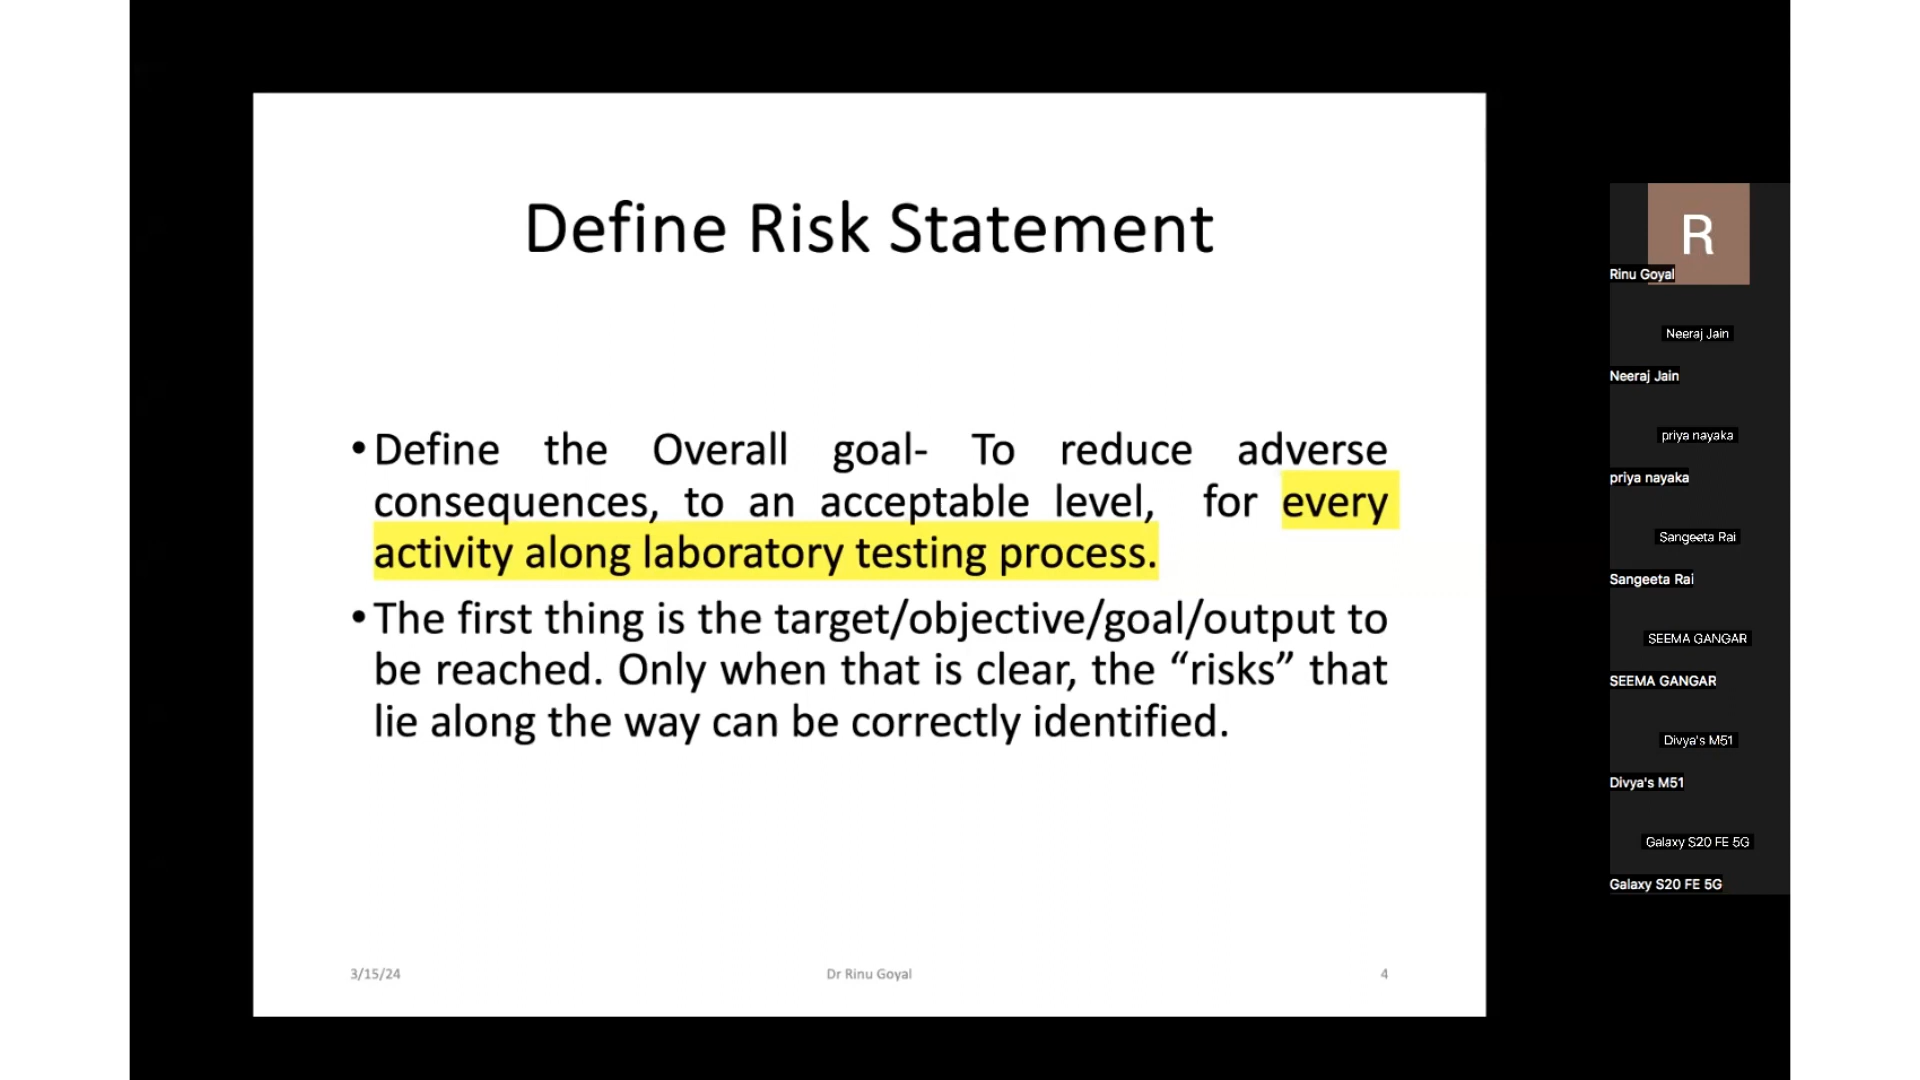 Define Risk Statement
•Define the Overall goal- To reduce adverse
consequences, to an acceptable level, for every
activity along laboratory testing process.
•The first thing is the target/objective/goal/output to
be reached. Only when that is clear, the “risks” that
lie along the way can be correctly identified.
3/15/24
Dr Rinu Goyal
4
R
Rinu Goyal
Neeraj Jain
Neeraj Jain
priya nayaka
priya nayaka
Sangeeta Rai
Sangeeta Rai
SEEMA GANGAR
SEEMA GANGAR
Divya's M51
Divya's M51
Galaxy S20 FE 5G
Galaxy S20 FE 5G